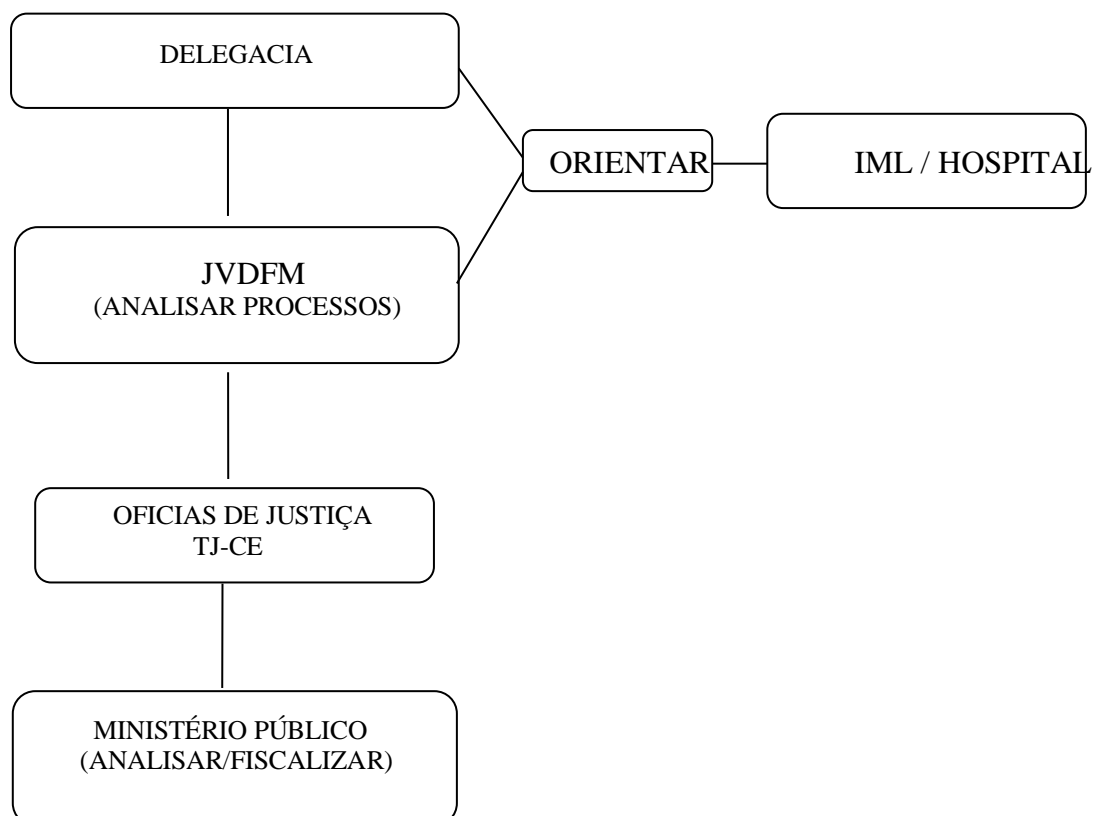 DELEGACIA
ORIENTAR
IML / HOSPITAL
JVDFM
(ANALISAR PROCESSOS)
OFICIAS DE JUSTIÇA
TJ-CE
MINISTÉRIO PÚBLICO
(ANALISAR/FISCALIZAR)